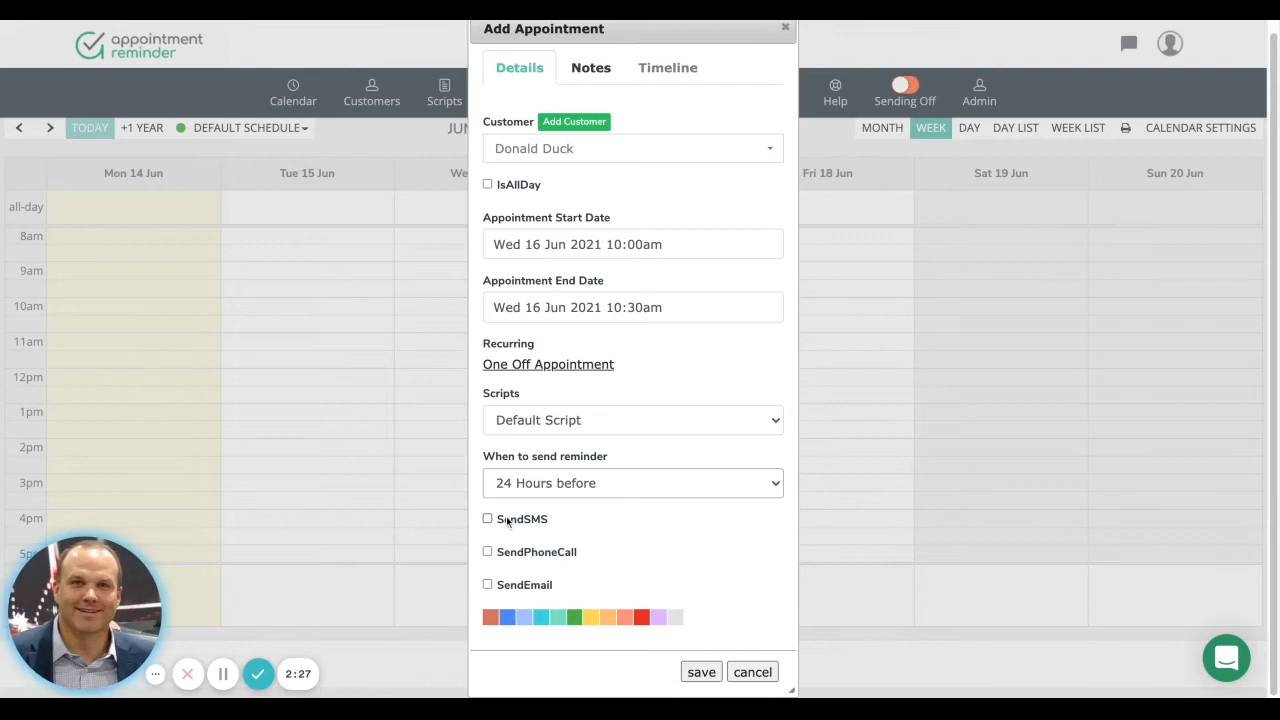 Add Appointment
appointment
reminder
Details
Notes
Timeline
Calendar
Customers
Scripts
Help
Sending Off
Admin
TODAY
+1 YEAR
DEFAULT SCHEDULE
JUN
MONTH
WEEK
DAY
DAY LIST
WEEK LIST
CALENDAR SETTINGS
Customer
Add Customer
Donald Duck
Mon 14 Jun
Tue 15 Jun
We
Fri 18 Jun
Sat 19 Jun
Sun 20 Jun
all-day
8am
9am
10am
11am
12pm
1pm
2pm
3pm
4pm
IsAllDay
Appointment Start Date
Wed 16 Jun 2021 10:00am
Appointment End Date
Wed 16 Jun 2021 10:30am
Recurring
One Off Appointment
Scripts
Default Script
When to send reminder
24 Hours before
SendSMS
SendPhoneCall
SendEmail
2:27
save
cancel